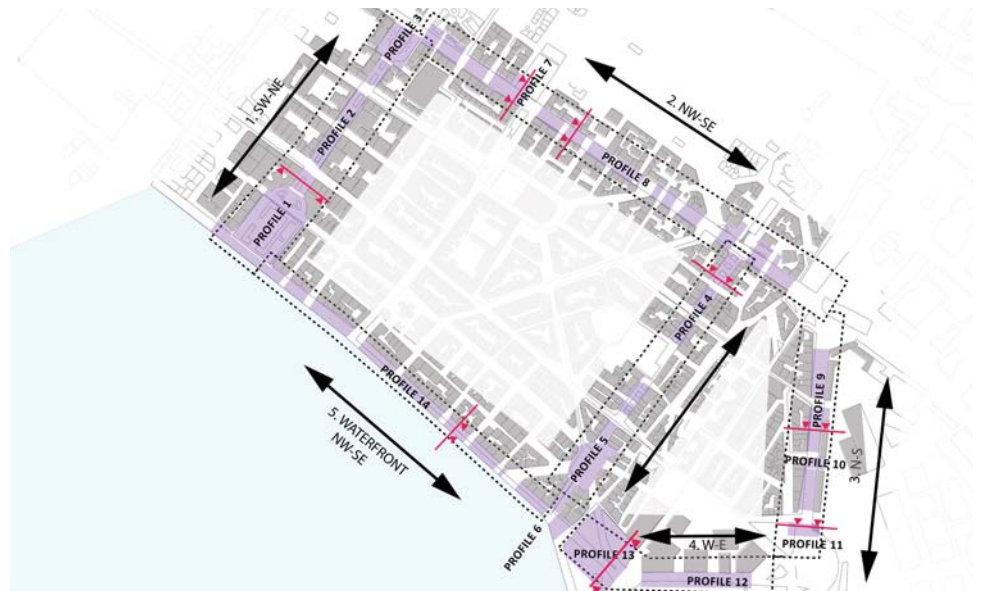 PROFILE 3
1. SW-NE
PROFILE 2
PROFILE 1
PROFILE 7
2. NW-SE
PROFILE 8
PROFILE 4
PROFILE 9
PROFILE 14
5. WATERFRONT
NW-SE
PROFILE 5
PROFILE 10
3. N-S
PROFILE 6
PROFILE 11
4. W-E
PROFILE 13
PROFILE 12